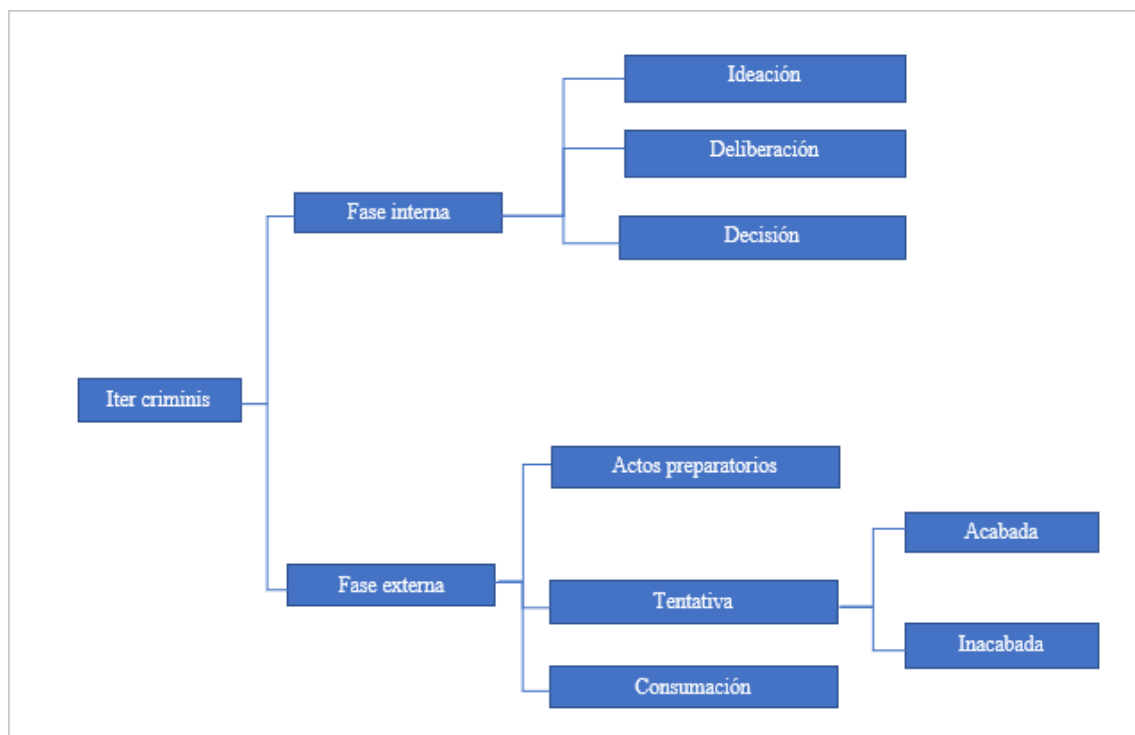 Ideación
Deliberación
Fase interna
Decisión
Iter criminis
Actos preparatorios
Acabada
Fase externa
Tentativa
Inacabada
Consumación